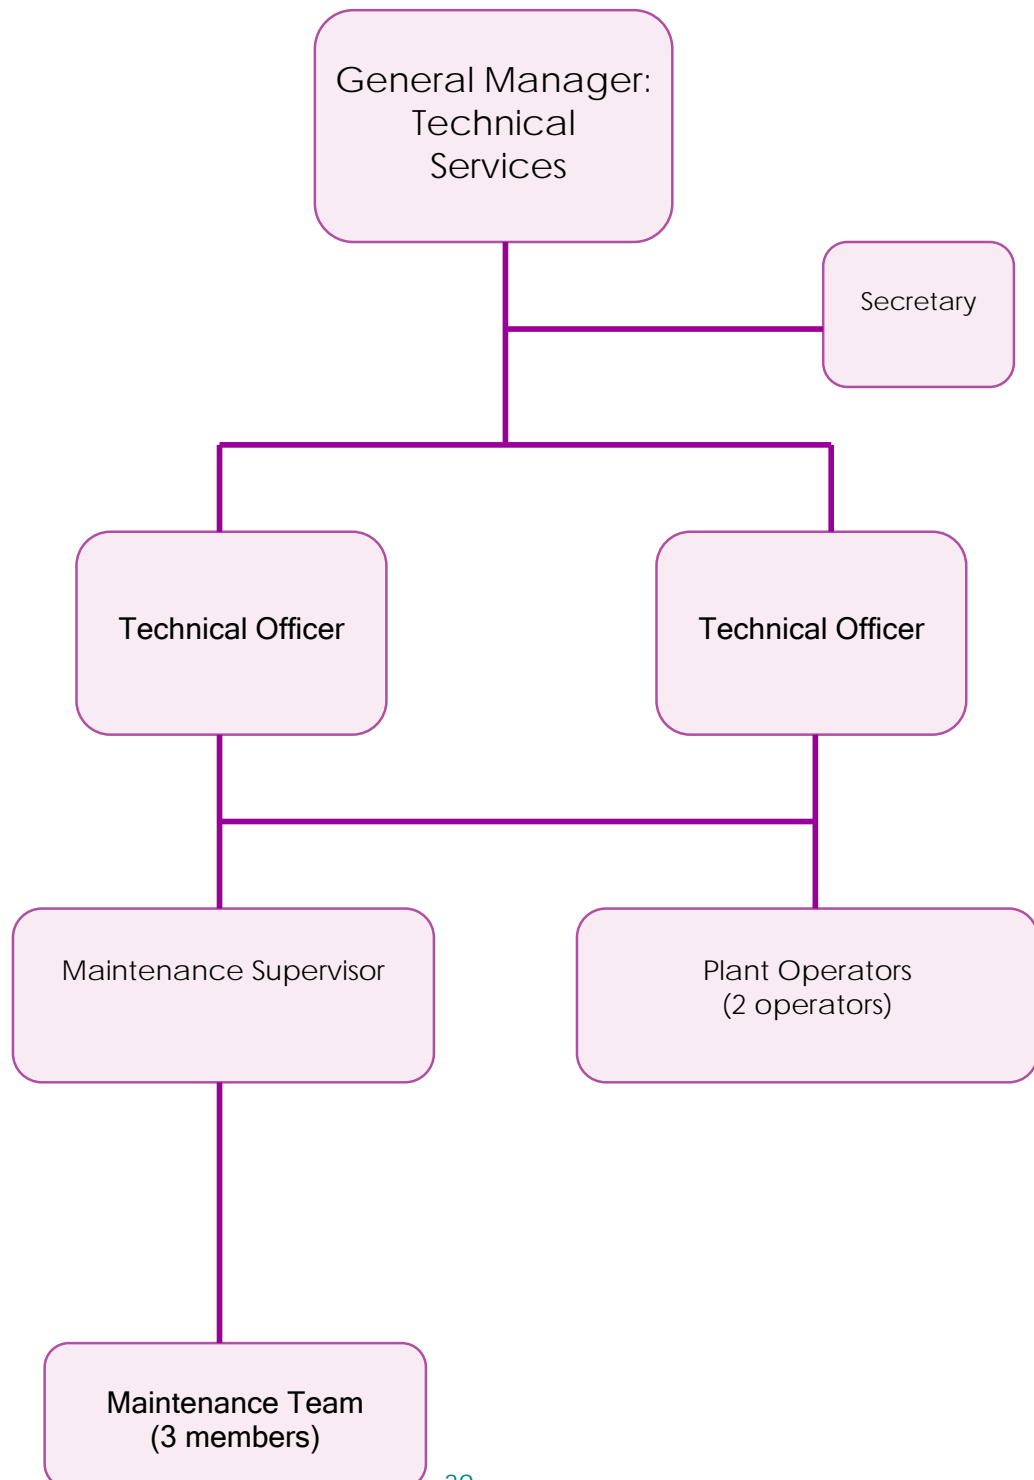 General Manager:
Technical
Services
Secretary
Technical Officer
Technical Officer
Maintenance Supervisor
Plant Operators
(2 operators)
Maintenance Team
(3 members)